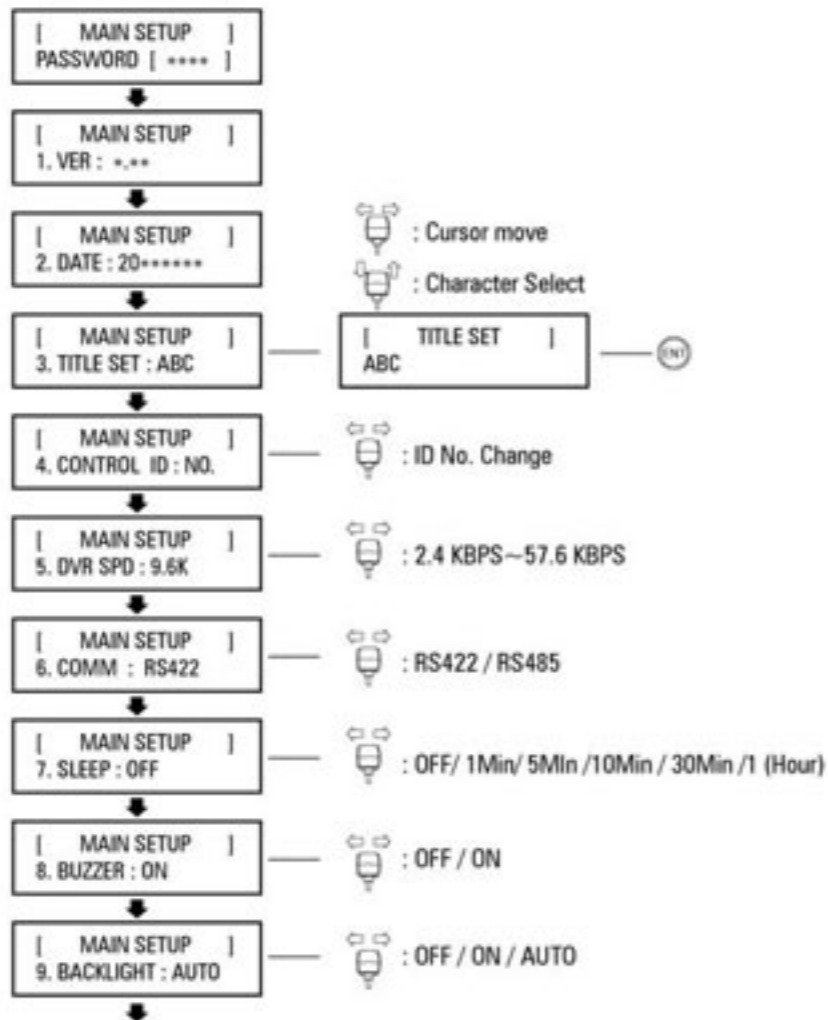 [ MAIN SETUP ]
PASSWORD [ **** ]
[ MAIN SETUP ]
1. VER : *.**
[ MAIN SETUP ]
2. DATE : 20******
: Cursor move
: Character Select
[ MAIN SETUP ]
3. TITLE SET : ABC
[ TITLE SET ]
ABC
ENT
[ MAIN SETUP ]
4. CONTROL ID : NO.
: ID No. Change
[ MAIN SETUP ]
5. DVR SPD : 9.6K
: 2.4 KBPS~57.6 KBPS
[ MAIN SETUP ]
6. COMM : RS422
: RS422 / RS485
[ MAIN SETUP ]
7. SLEEP : OFF
: OFF/ 1Min/ 5MIn /10Min / 30Min /1 (Hour)
[ MAIN SETUP ]
8. BUZZER : ON
: OFF / ON
[ MAIN SETUP ]
9. BACKLIGHT : AUTO
: OFF / ON / AUTO